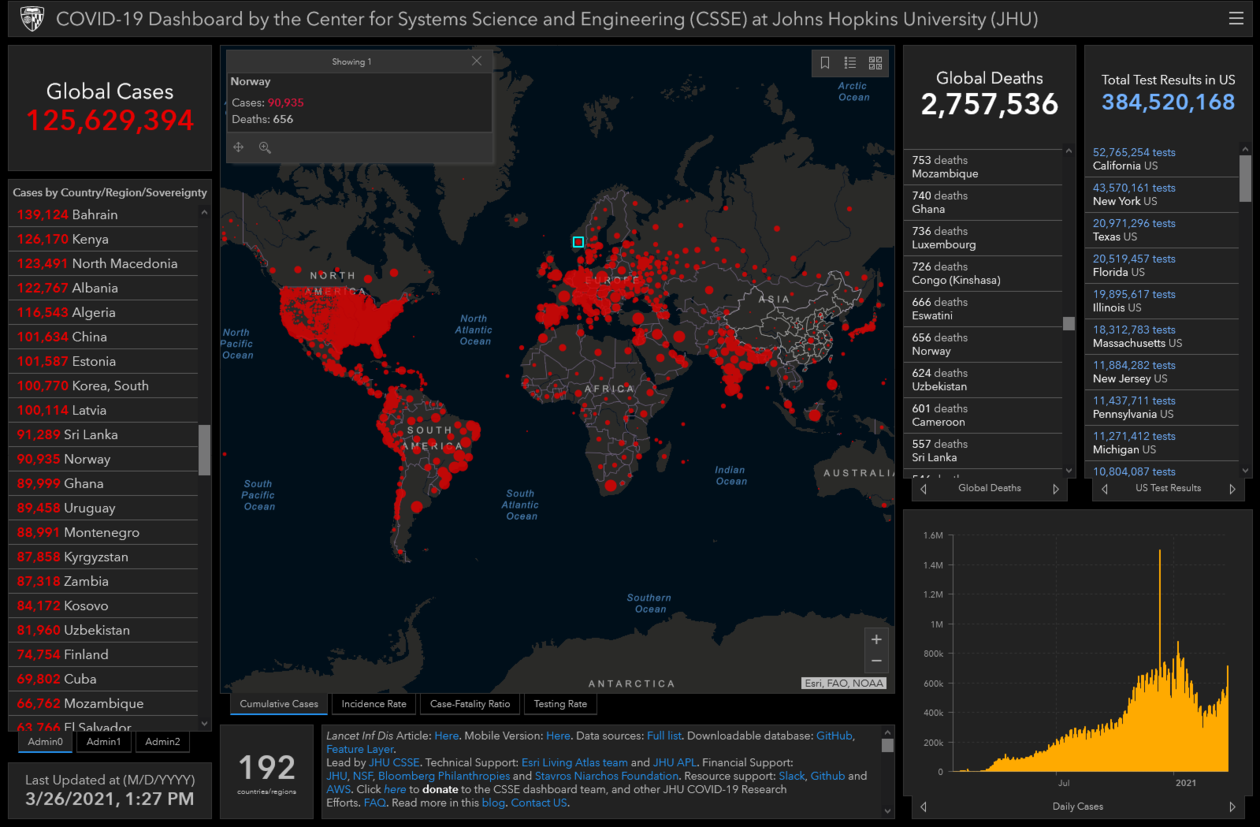 COVID-19 Dashboard by the Center for Systems Science and Engineering (CSSE) at Johns Hopkins University (JHU)
Global Cases
125,629,394
Cases by Country/Region/Sovereignty
139,124 Bahrain
126,170 Kenya
123,491 North Macedonia
122,767 Albania
116,543 Algeria
101,634 China
101,587 Estonia
100,770 Korea, South
100,114 Latvia
91,289 Sri Lanka
90,935 Norway
89,999 Ghana
89,458 Uruguay
88,991 Montenegro
87,858 Kyrgyzstan
87,318 Zambia
84,172 Kosovo
81,960 Uzbekistan
74,754 Finland
69,802 Cuba
66,762 Mozambique
63,766 El Salvador
Admin0
Admin1
Admin2
Last Updated at (M/D/YYYY)
3/26/2021, 1:27 PM
Showing 1
Norway
Cases: 90,935
Deaths: 656
Arctic
Ocean
NORTH
AMERICA
EUROPE
ASIA
North
Pacific
Ocean
North
Atlantic
Ocean
AFRICA
SOUTH
AMERICA
Indian
Ocean
AUSTRALIA
South
Pacific
Ocean
South
Atlantic
Ocean
Southern
Ocean
ANTARCTICA
+
−
Esri, FAO, NOAA
Cumulative Cases
Incidence Rate
Case-Fatality Ratio
Testing Rate
192
countries/regions
Lancet Inf Dis Article: Here. Mobile Version: Here. Data sources: Full list. Downloadable database: GitHub,
Feature Layer.
Lead by JHU CSSE. Technical Support: Esri Living Atlas team and JHU APL. Financial Support:
JHU, NSF, Bloomberg Philanthropies and Stavros Niarchos Foundation. Resource support: Slack, Github and
AWS. Click here to donate to the CSSE dashboard team, and other JHU COVID-19 Research
Efforts. FAQ. Read more in this blog. Contact US.
Global Deaths
2,757,536
753 deaths
Mozambique
740 deaths
Ghana
736 deaths
Luxembourg
726 deaths
Congo (Kinshasa)
666 deaths
Eswatini
656 deaths
Norway
624 deaths
Uzbekistan
601 deaths
Cameroon
557 deaths
Sri Lanka
Global Deaths
Total Test Results in US
384,520,168
52,765,254 tests
California US
43,570,161 tests
New York US
20,971,296 tests
Texas US
20,519,457 tests
Florida US
19,895,617 tests
Illinois US
18,312,783 tests
Massachusetts US
11,884,282 tests
New Jersey US
11,437,711 tests
Pennsylvania US
11,271,412 tests
Michigan US
10,804,087 tests
US Test Results
1.6M
1.4M
1.2M
1M
800k
600k
400k
200k
0
Jul
2021
Daily Cases